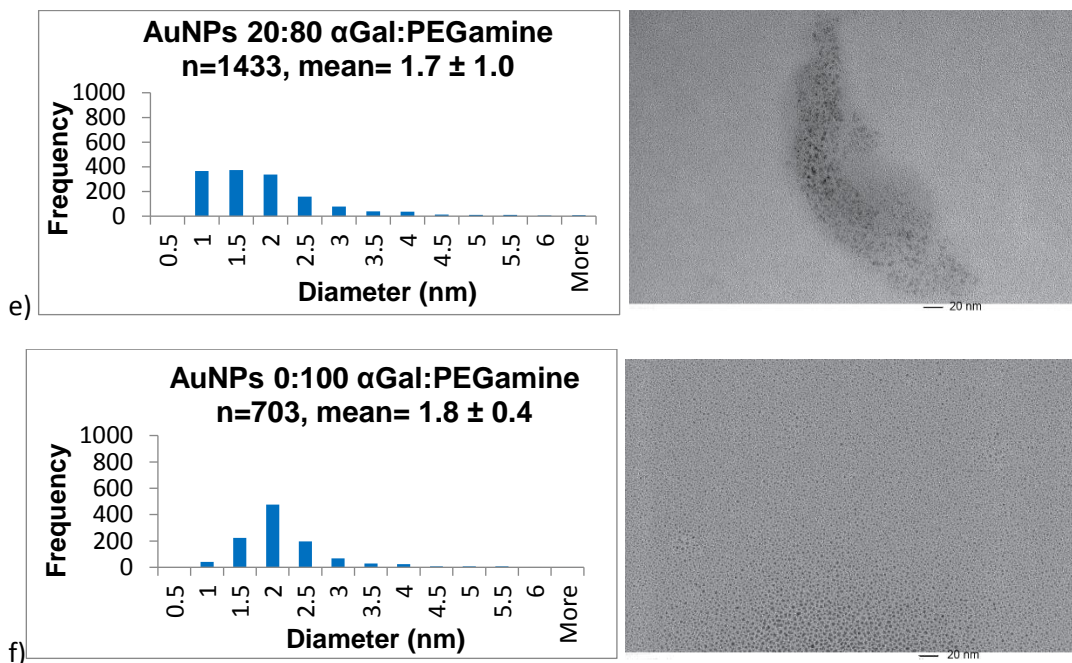 AuNPs 20:80 αGal:PEGamine
n=1433, mean= 1.7 ± 1.0
Frequency
1000
800
600
400
200
0
0.5
1
1.5
2
2.5
3
3.5
4
4.5
5
5.5
6
More
Diameter (nm)
e)
20 nm
AuNPs 0:100 αGal:PEGamine
n=703, mean= 1.8 ± 0.4
Frequency
1000
800
600
400
200
0
0.5
1
1.5
2
2.5
3
3.5
4
4.5
5
5.5
6
More
Diameter (nm)
f)
20 nm